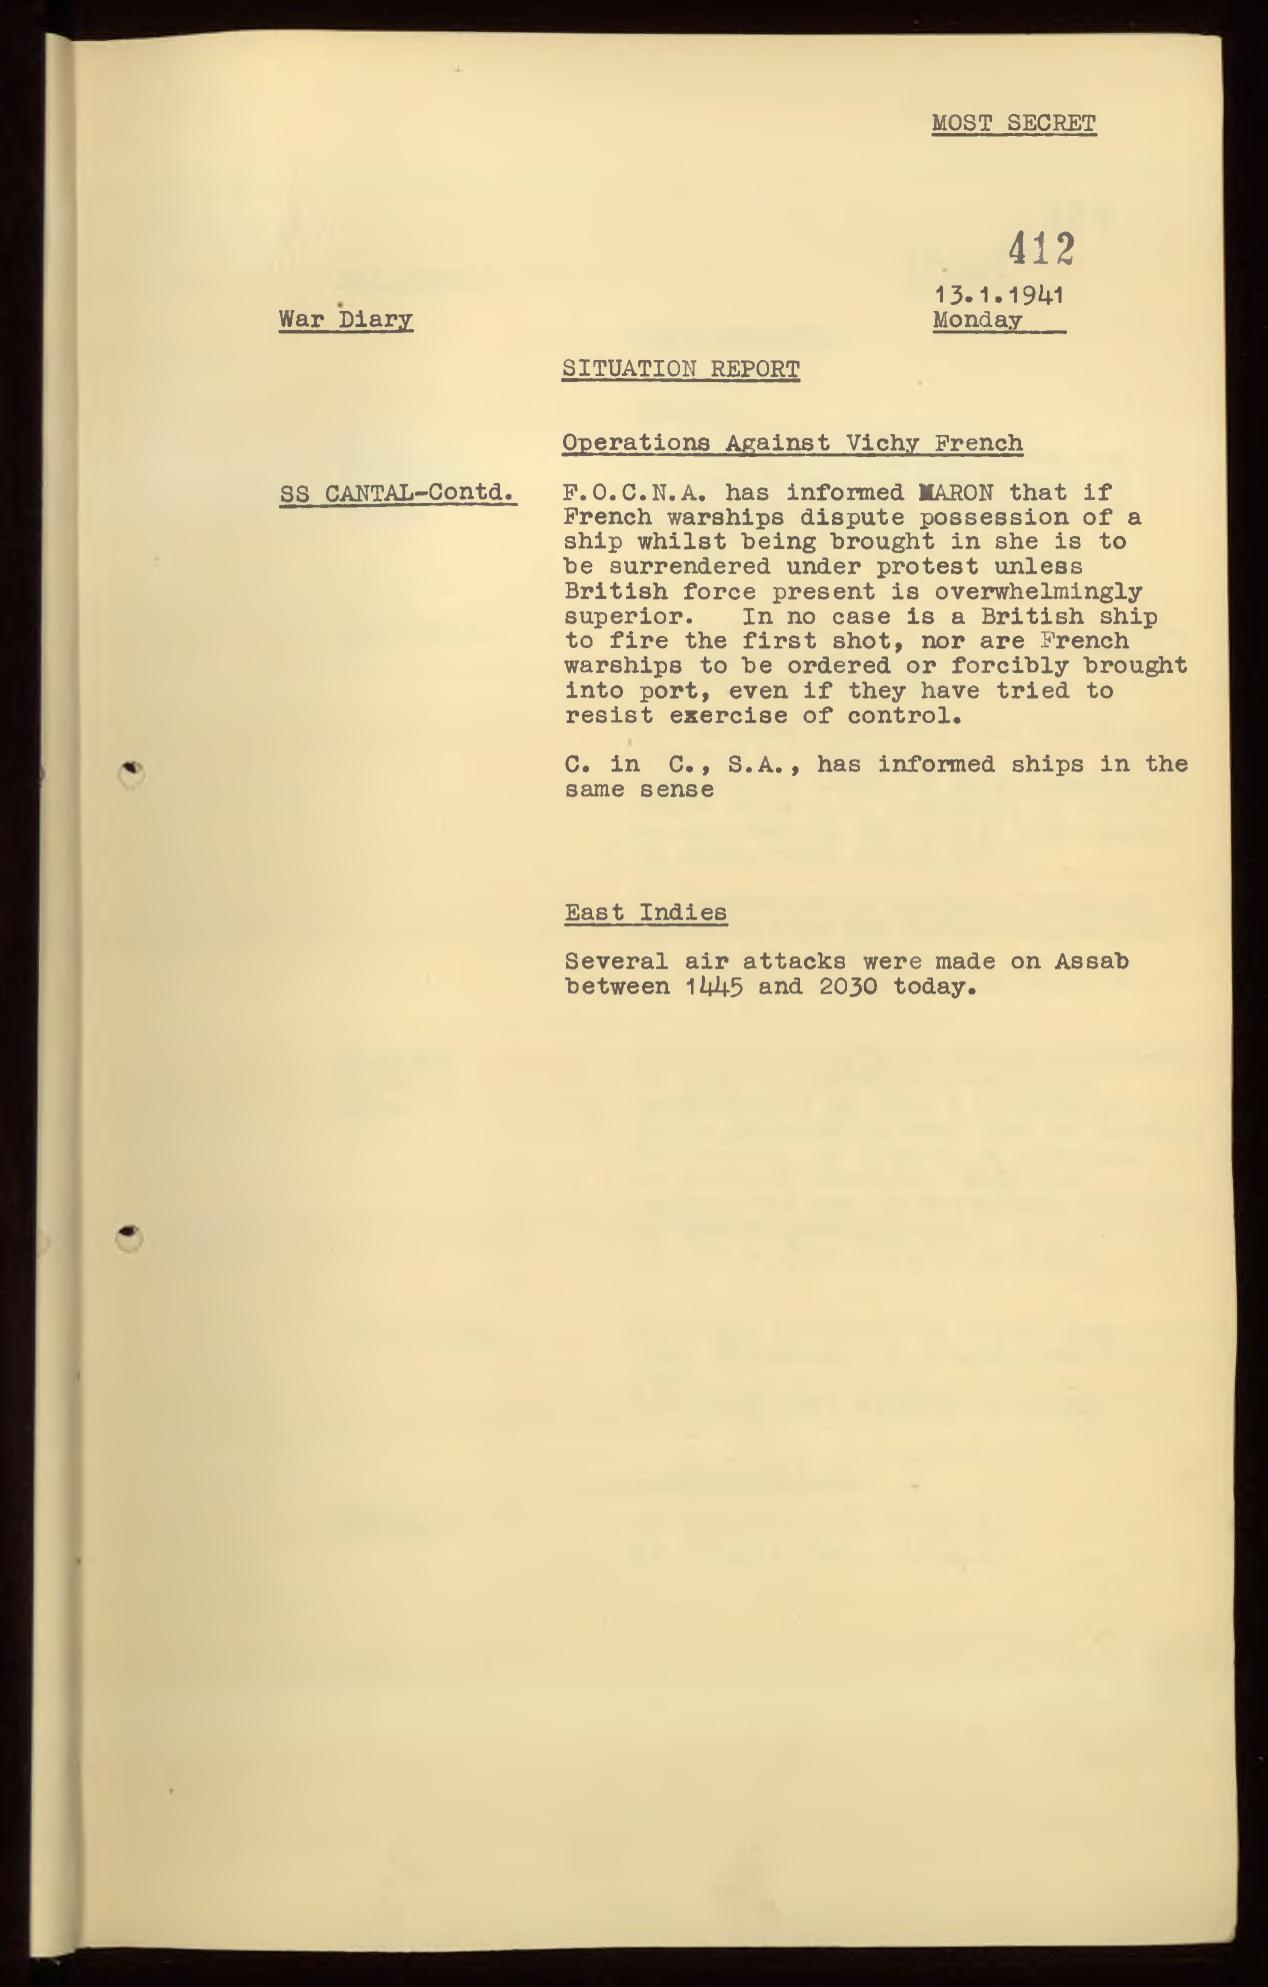 MOST SECRET
412
13.1.1941
War Diary
Monday
SITUATION REPORT
Operations Against Vichy French
SS CANTAL-Contd.
F.O.C.N.A. has informed MARON that if
French warships dispute possession of a
ship whilst being brought in she is to
be surrendered under protest unless
British force present is overwhelmingly
superior. In no case is a British ship
to fire the first shot, nor are French
warships to be ordered or forcibly brought
into port, even if they have tried to
resist exercise of control.
C. in C., S.A., has informed ships in the
same sense
East Indies
Several air attacks were made on Assab
between 1445 and 2030 today.